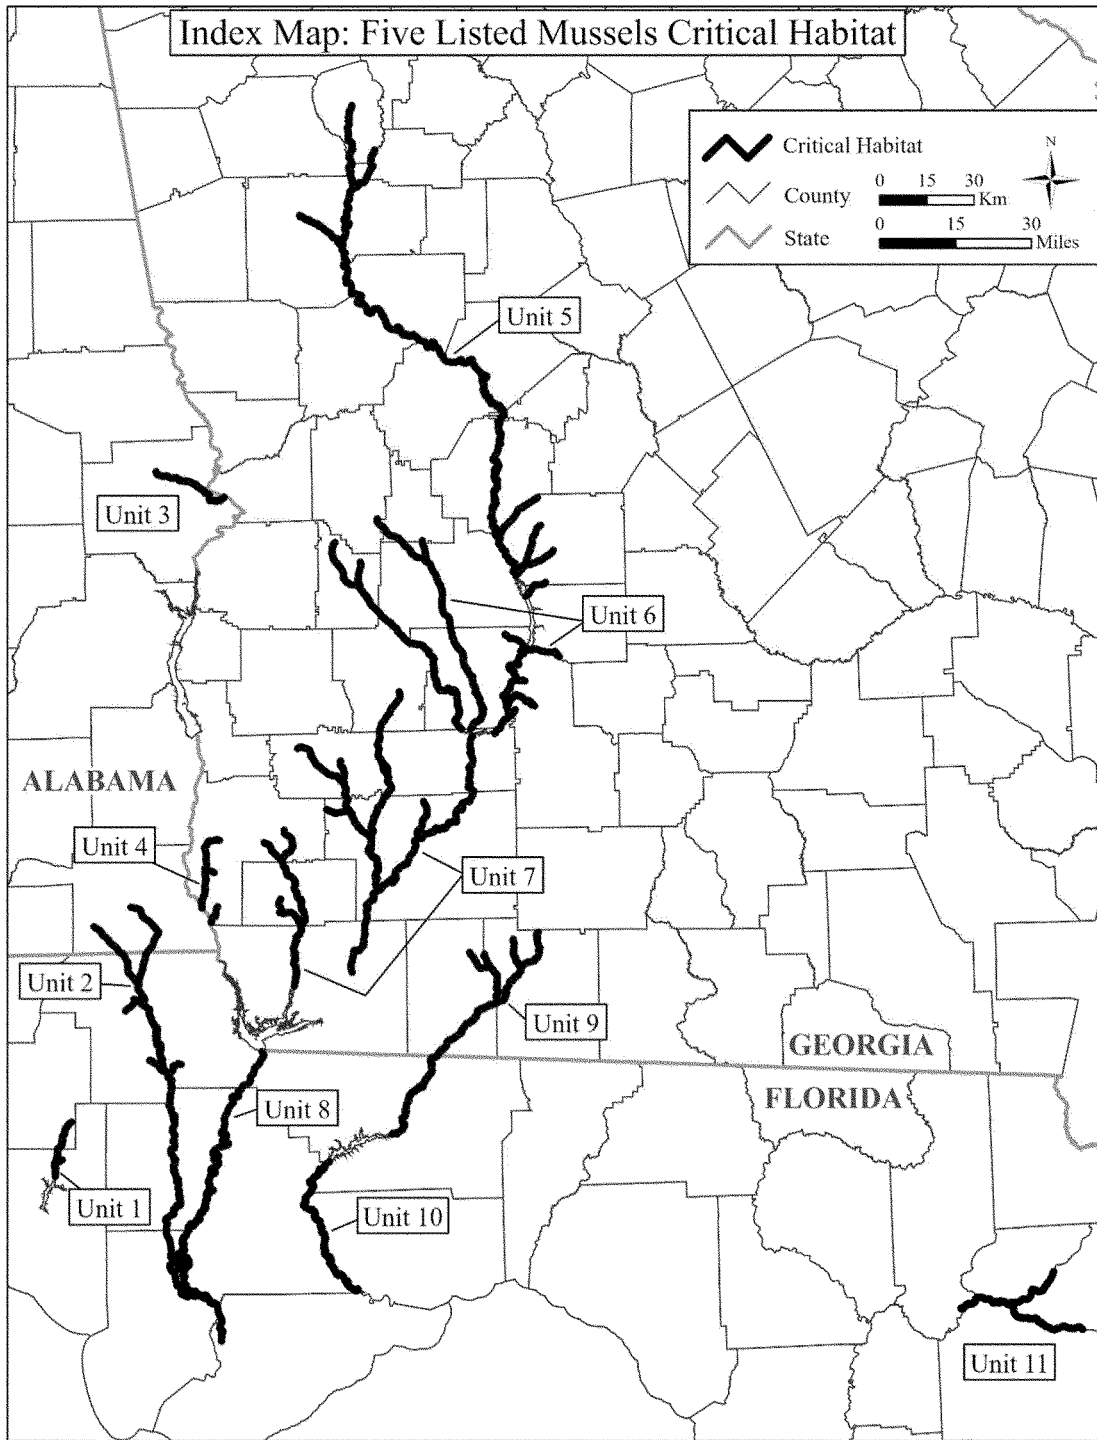 Index Map: Five Listed Mussels Critical Habitat
Critical Habitat
N
County
0 15 30
Km
State
0 15 30
Miles
Unit 5
Unit 3
Unit 6
ALABAMA
Unit 4
Unit 7
Unit 2
Unit 9
GEORGIA
FLORIDA
Unit 8
Unit 1
Unit 10
Unit 11